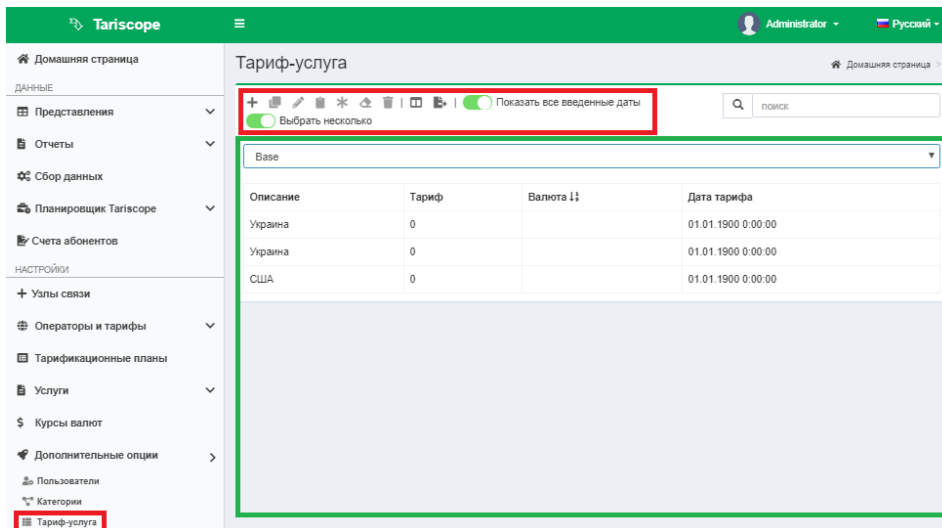 Tariscope
Administrator
Русский
Домашняя страница
ДАННЫЕ
Представления
Отчеты
Сбор данных
Планировщик Tariscope
Счета абонентов
НАСТРОЙКИ
Узлы связи
Операторы и тарифы
Тарификационные планы
Услуги
Курсы валют
Дополнительные опции
Пользователи
Категории
Тариф-услуга
Тариф-услуга
Домашняя страница >
Показать все введенные даты
Выбрать несколько
поиск
Base
Описание Тариф Валюта Дата тарифа
Украина 0 01.01.1900 0:00:00
Украина 0 01.01.1900 0:00:00
США 0 01.01.1900 0:00:00